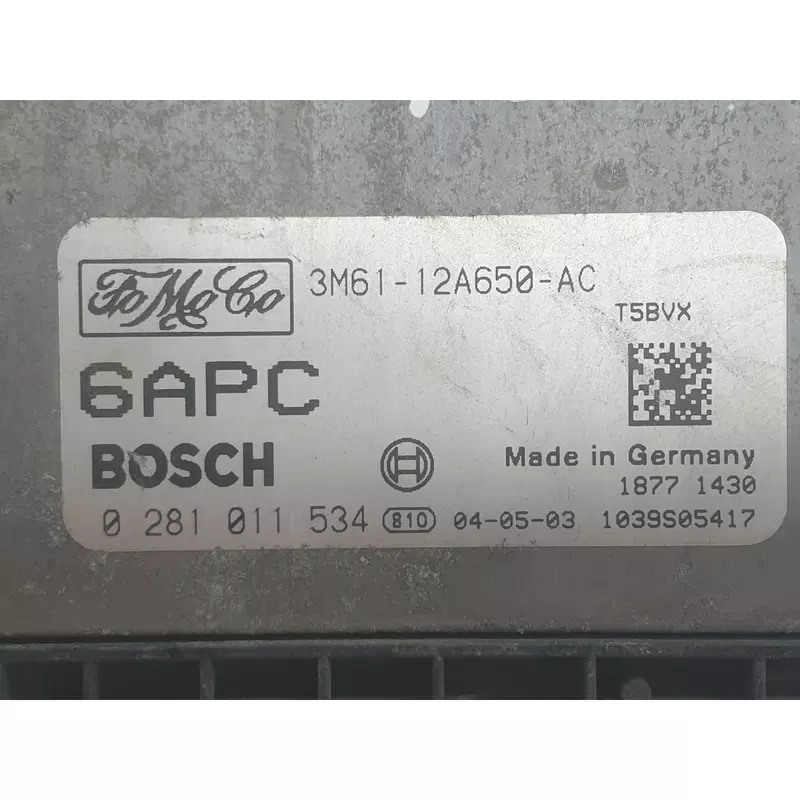 FoMoCo 3M61-12A650-AC
T5BVX
6APC
BOSCH Made in Germany
1877 1430
0 281 011 534 810 04-05-03 1039S05417